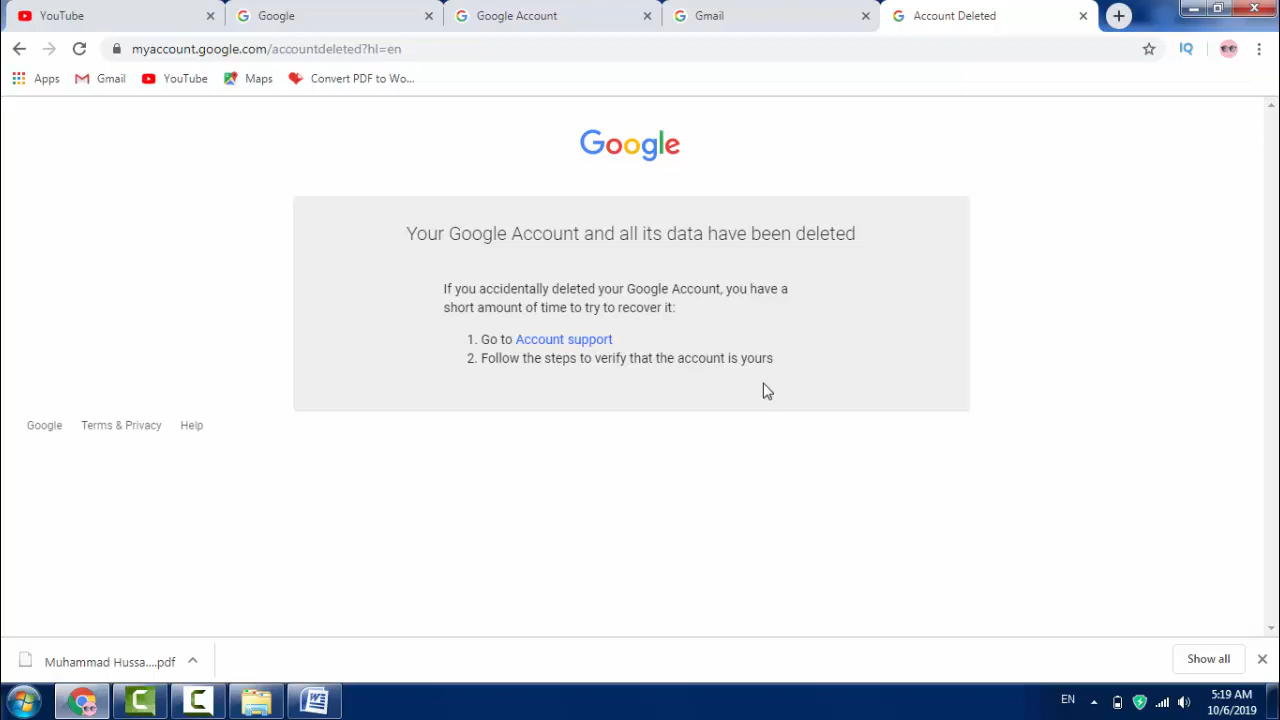 YouTube
Google
Google Account
Gmail
Account Deleted
myaccount.google.com/accountdeleted?hl=en
IQ
Apps
Gmail
YouTube
Maps
Convert PDF to Wo...
Google
Your Google Account and all its data have been deleted
If you accidentally deleted your Google Account, you have a
short amount of time to try to recover it:
1. Go to Account support
2. Follow the steps to verify that the account is yours
Google
Terms & Privacy
Help
Muhammad Hussa....pdf
Show all
EN
5:19 AM
10/6/2019